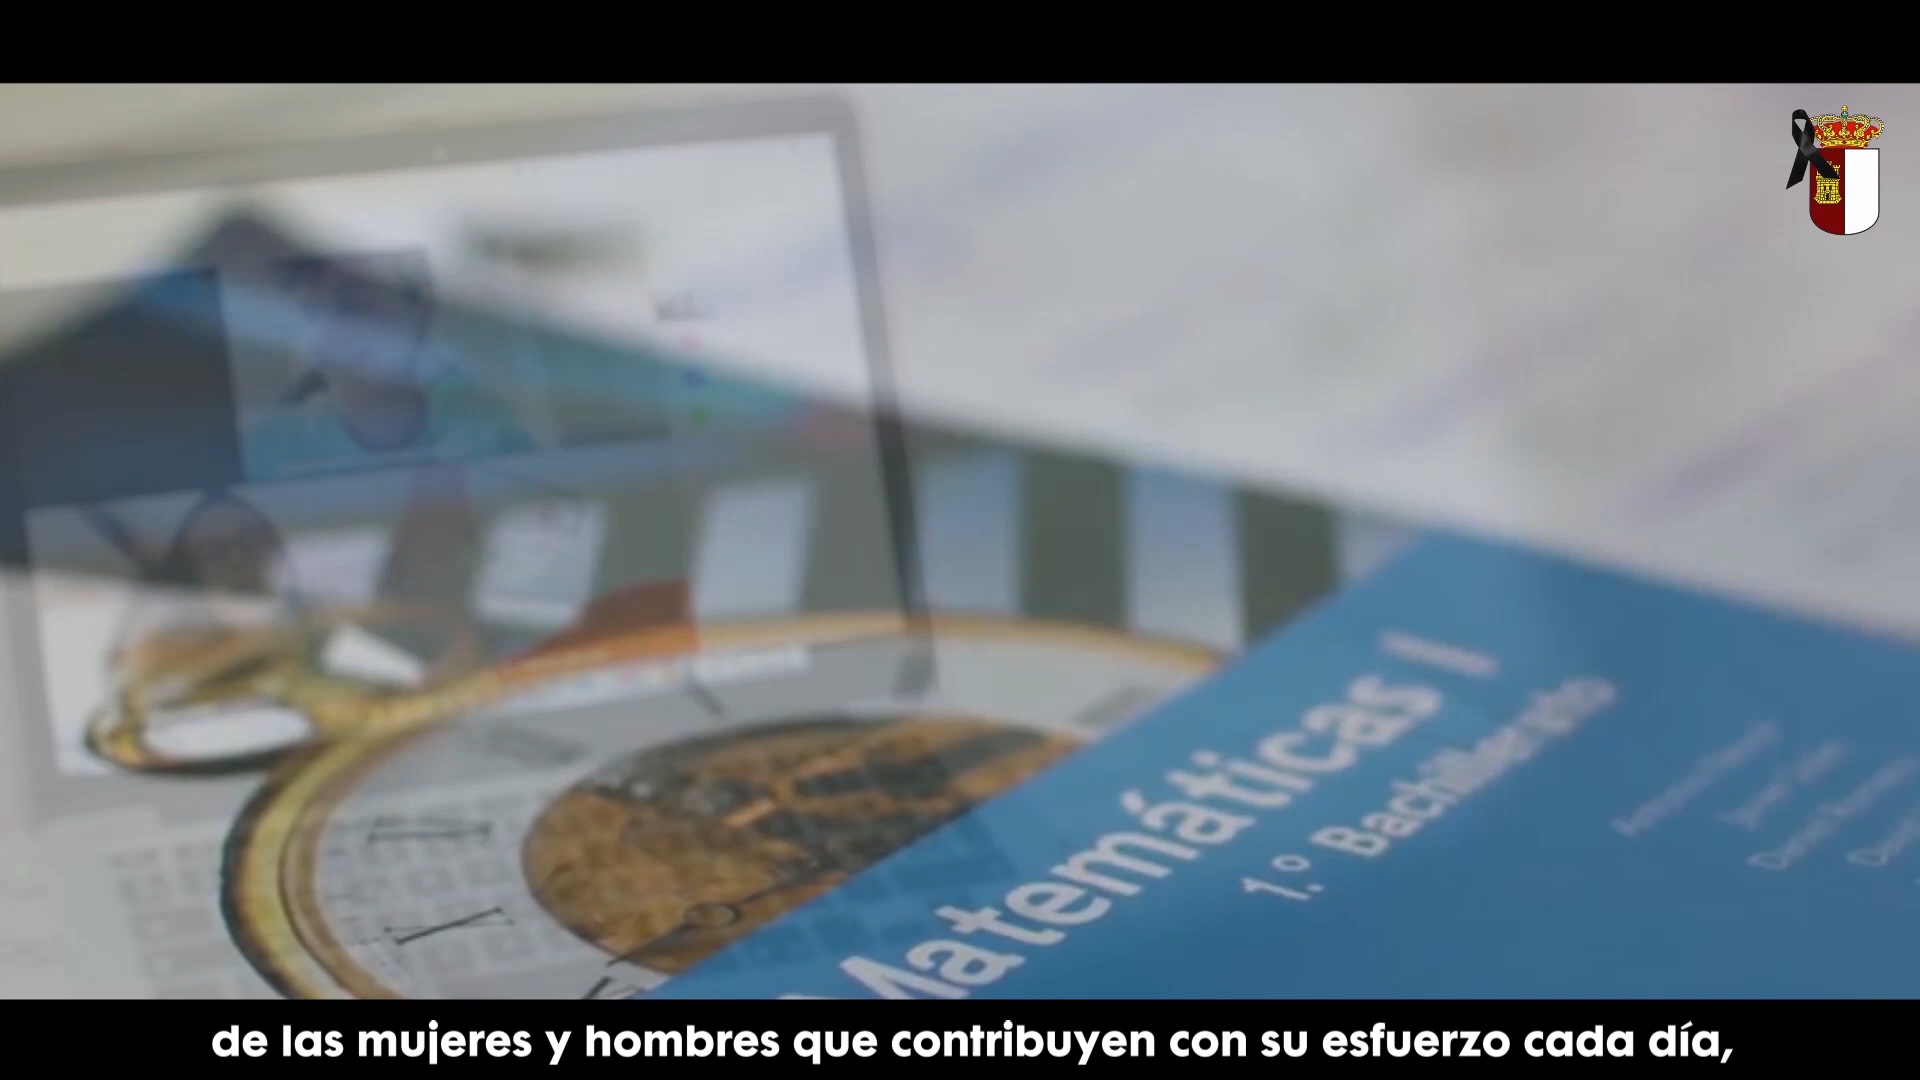 Matemáticas I
1.º Bachillerato
de las mujeres y hombres que contribuyen con su esfuerzo cada día,